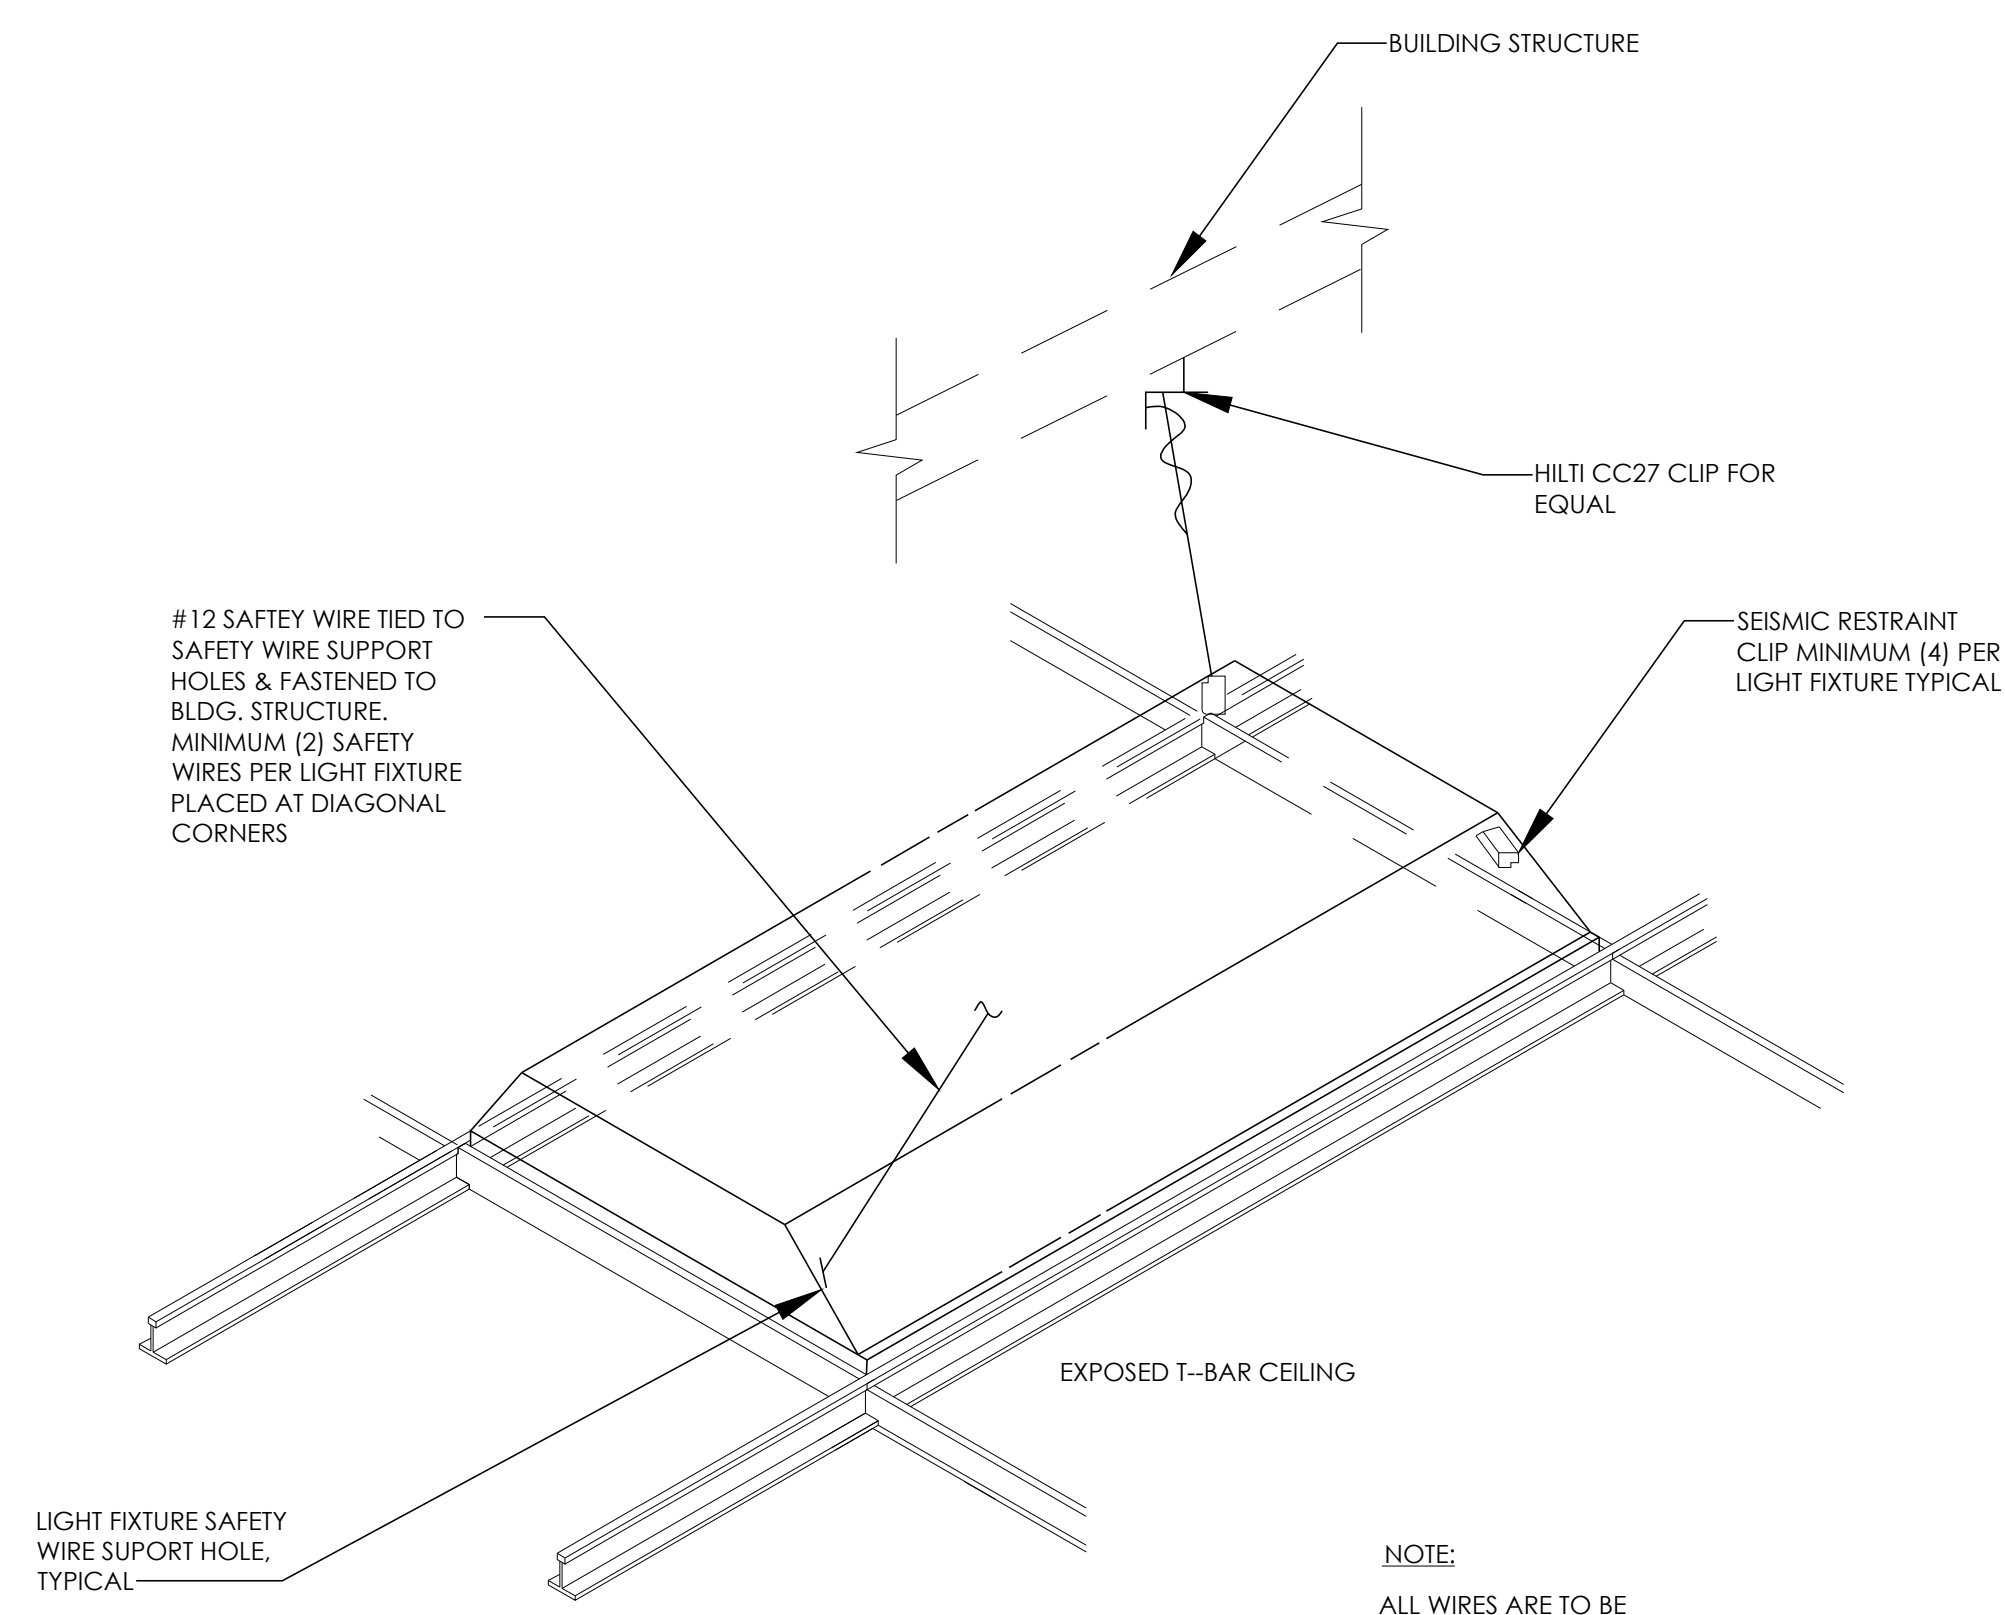 BUILDING STRUCTURE
HILTI CC27 CLIP FOR
EQUAL
#12 SAFTEY WIRE TIED TO
SAFETY WIRE SUPPORT
HOLES & FASTENED TO
BLDG. STRUCTURE.
MINIMUM (2) SAFETY
WIRES PER LIGHT FIXTURE
PLACED AT DIAGONAL
CORNERS
SEISMIC RESTRAINT
CLIP MINIMUM (4) PER
LIGHT FIXTURE TYPICAL
EXPOSED T--BAR CEILING
LIGHT FIXTURE SAFETY
WIRE SUPORT HOLE,
TYPICAL
NOTE:
ALL WIRES ARE TO BE